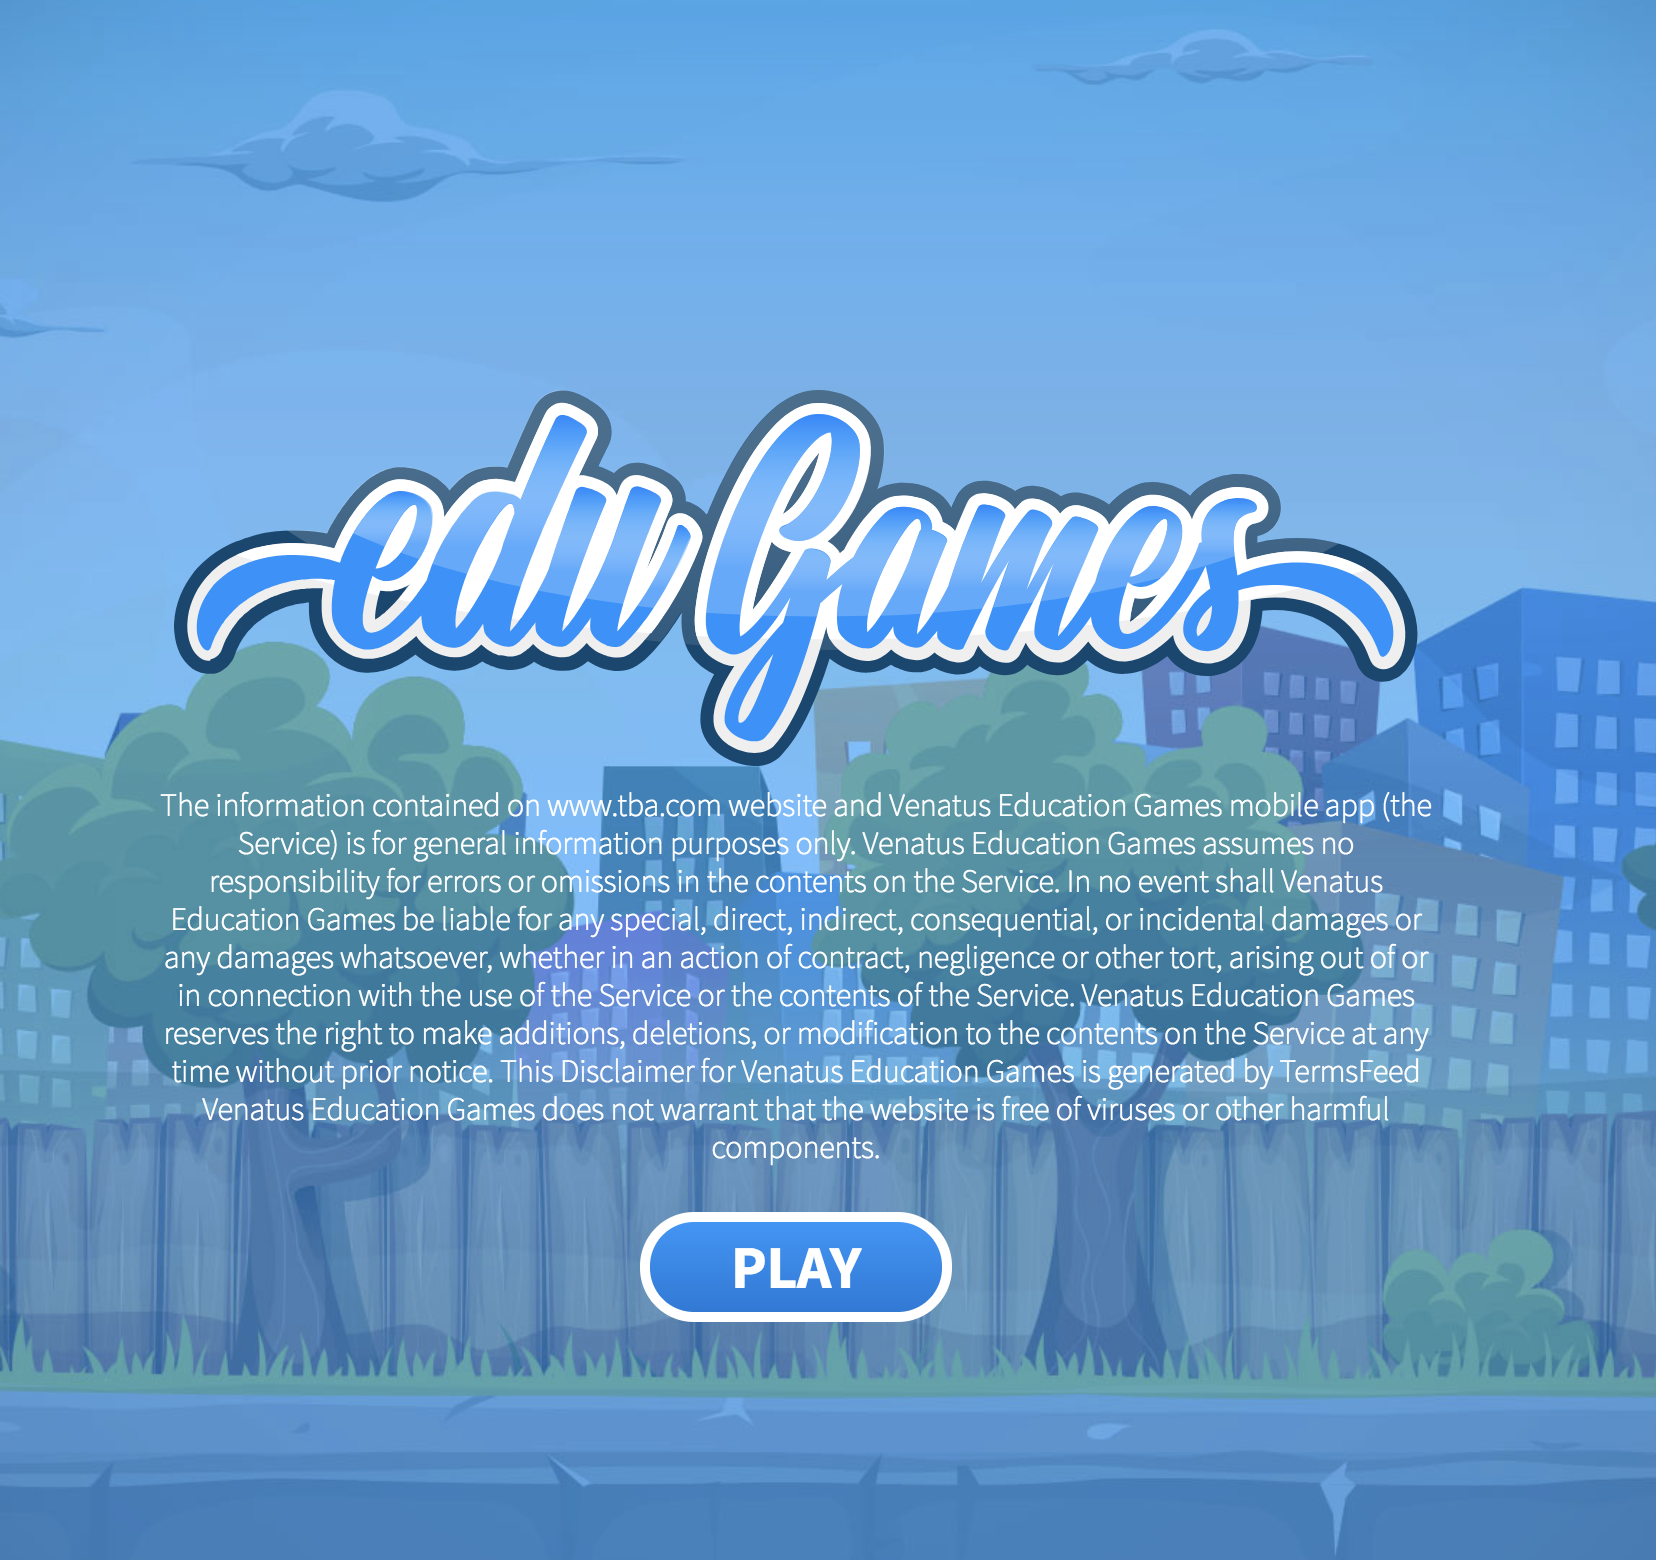 edu Games
The information contained on www.tba.com website and Venatus Education Games mobile app (the
Service) is for general information purposes only. Venatus Education Games assumes no
responsibility for errors or omissions in the contents on the Service. In no event shall Venatus
Education Games be liable for any special, direct, indirect, consequential, or incidental damages or
any damages whatsoever, whether in an action of contract, negligence or other tort, arising out of or
in connection with the use of the Service or the contents of the Service. Venatus Education Games
reserves the right to make additions, deletions, or modification to the contents on the Service at any
time without prior notice. This Disclaimer for Venatus Education Games is generated by TermsFeed
Venatus Education Games does not warrant that the website is free of viruses or other harmful
components.
PLAY